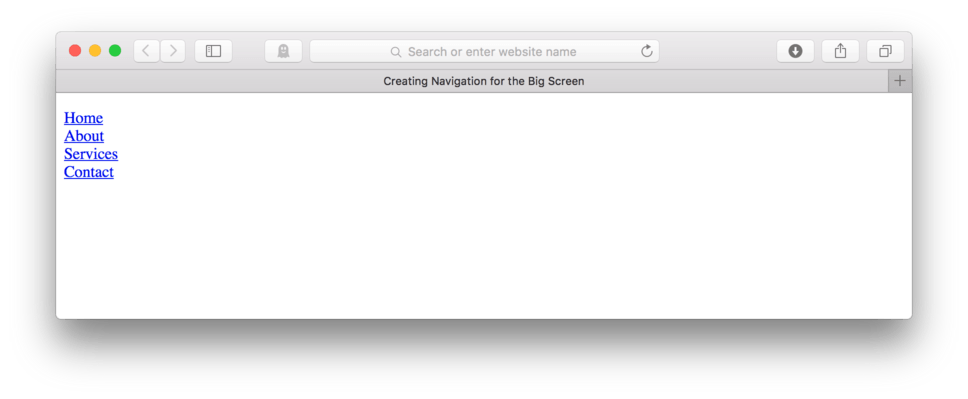 Search or enter website name
Creating Navigation for the Big Screen
Home
About
Services
Contact